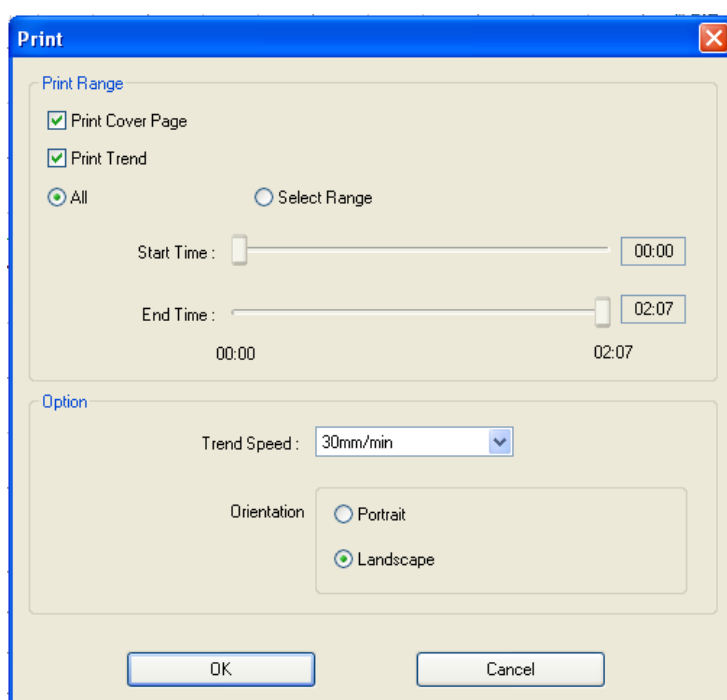 Print
Print Range
Print Cover Page
Print Trend
All Select Range
Start Time : 00:00
End Time : 02:07
00:00 02:07
Option
Trend Speed : 30mm/min
Orientation
Portrait
Landscape
OK Cancel